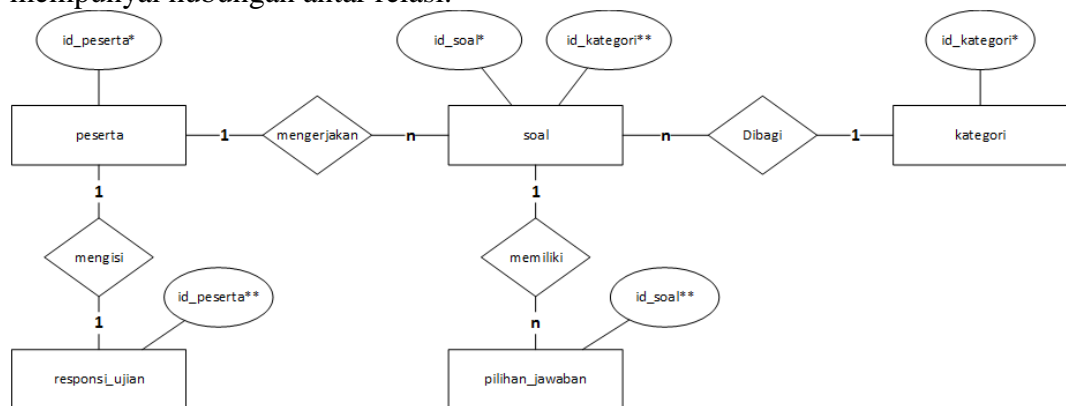 mempunyai hubungan antar relasi.
id_peserta*
id_soal*
id_kategori**
id_kategori*
peserta
1
mengerjakan
n
soal
n
Dibagi
1
kategori
1
1
mengisi
memiliki
id_peserta**
id_soal**
1
n
responsi_ujian
pilihan_jawaban